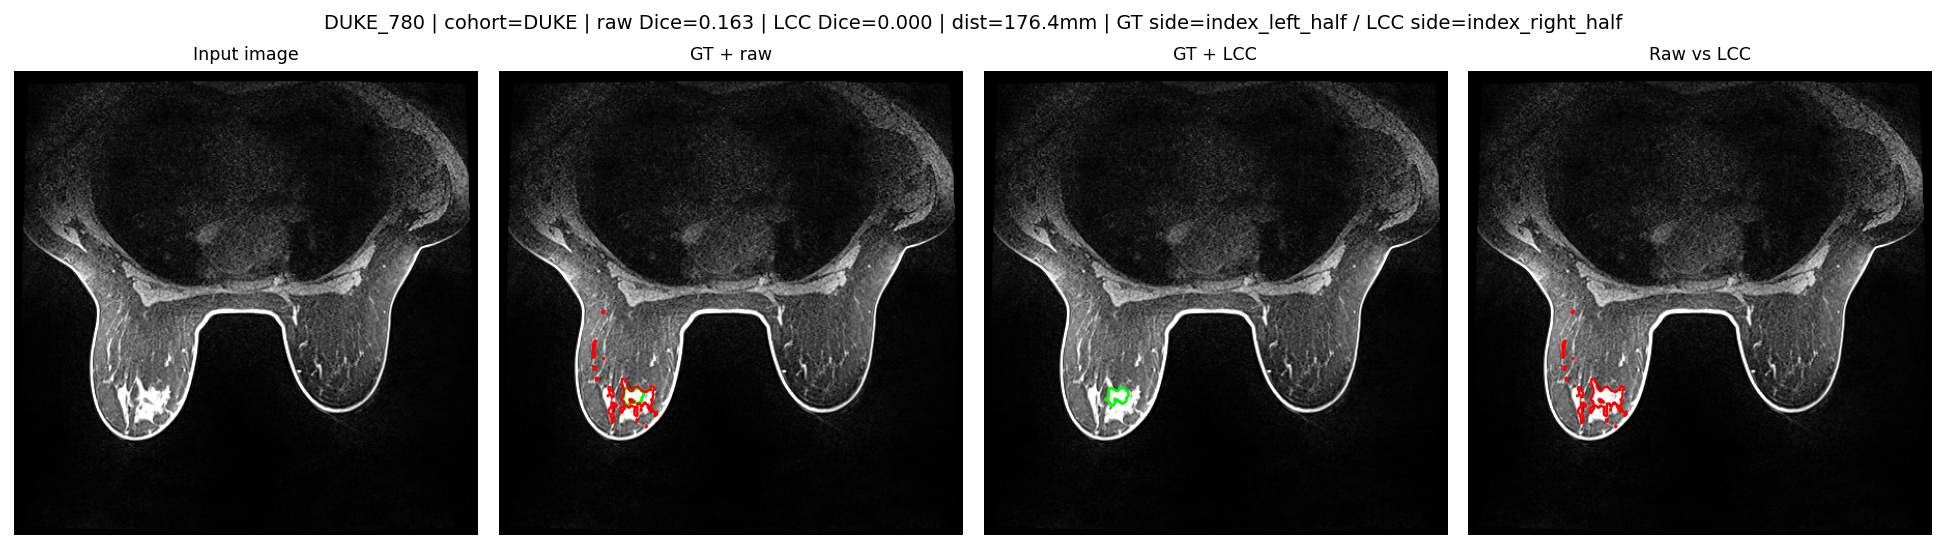 DUKE_780 | cohort=DUKE | raw Dice=0.163 | LCC Dice=0.000 | dist=176.4mm | GT side=index_left_half / LCC side=index_right_half
Input image
GT + raw
GT + LCC
Raw vs LCC